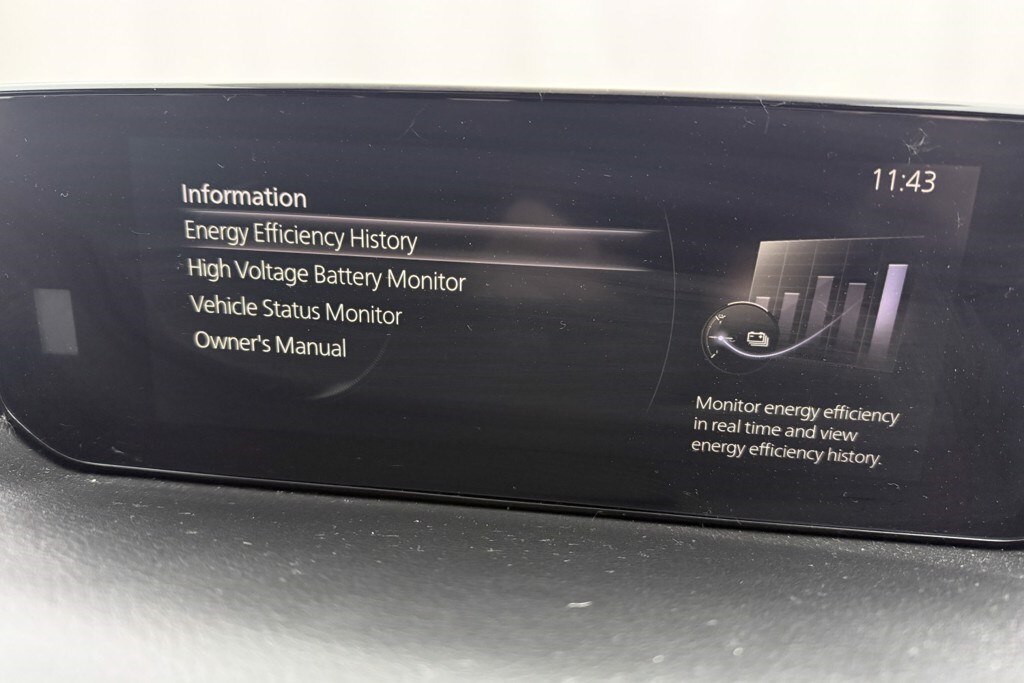 11:43
Information
Energy Efficiency History
High Voltage Battery Monitor
Vehicle Status Monitor
Owner's Manual
Monitor energy efficiency
in real time and view
energy efficiency history.